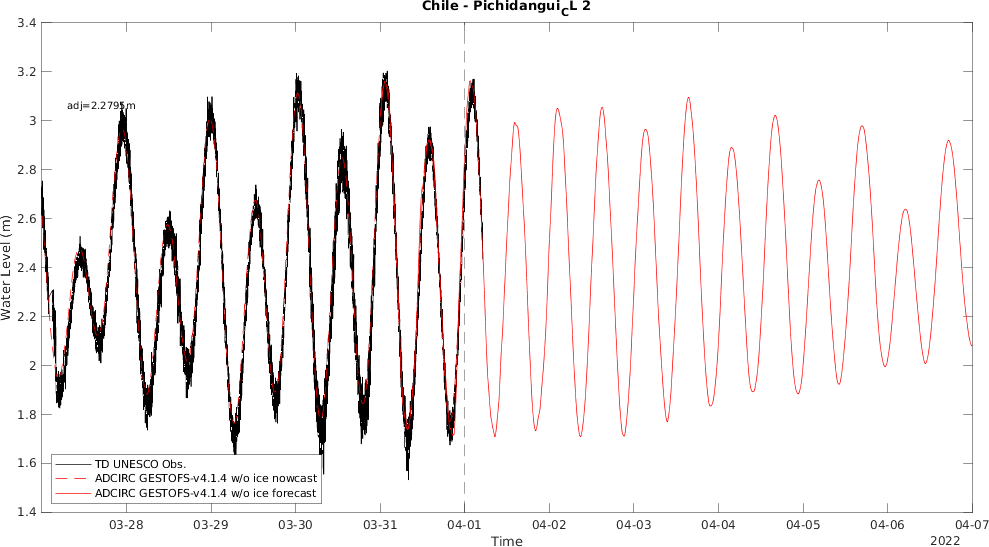 Chile - Pichidangui_CL 2
adj=2.2795m
Water Level (m)
3.4
3.2
3
2.8
2.6
2.4
2.2
2
1.8
1.6
1.4
TD UNESCO Obs.
ADCIRC GESTOFS-v4.1.4 w/o ice nowcast
ADCIRC GESTOFS-v4.1.4 w/o ice forecast
03-28 03-29 03-30 03-31 04-01 04-02 04-03 04-04 04-05 04-06 04-07
Time
2022